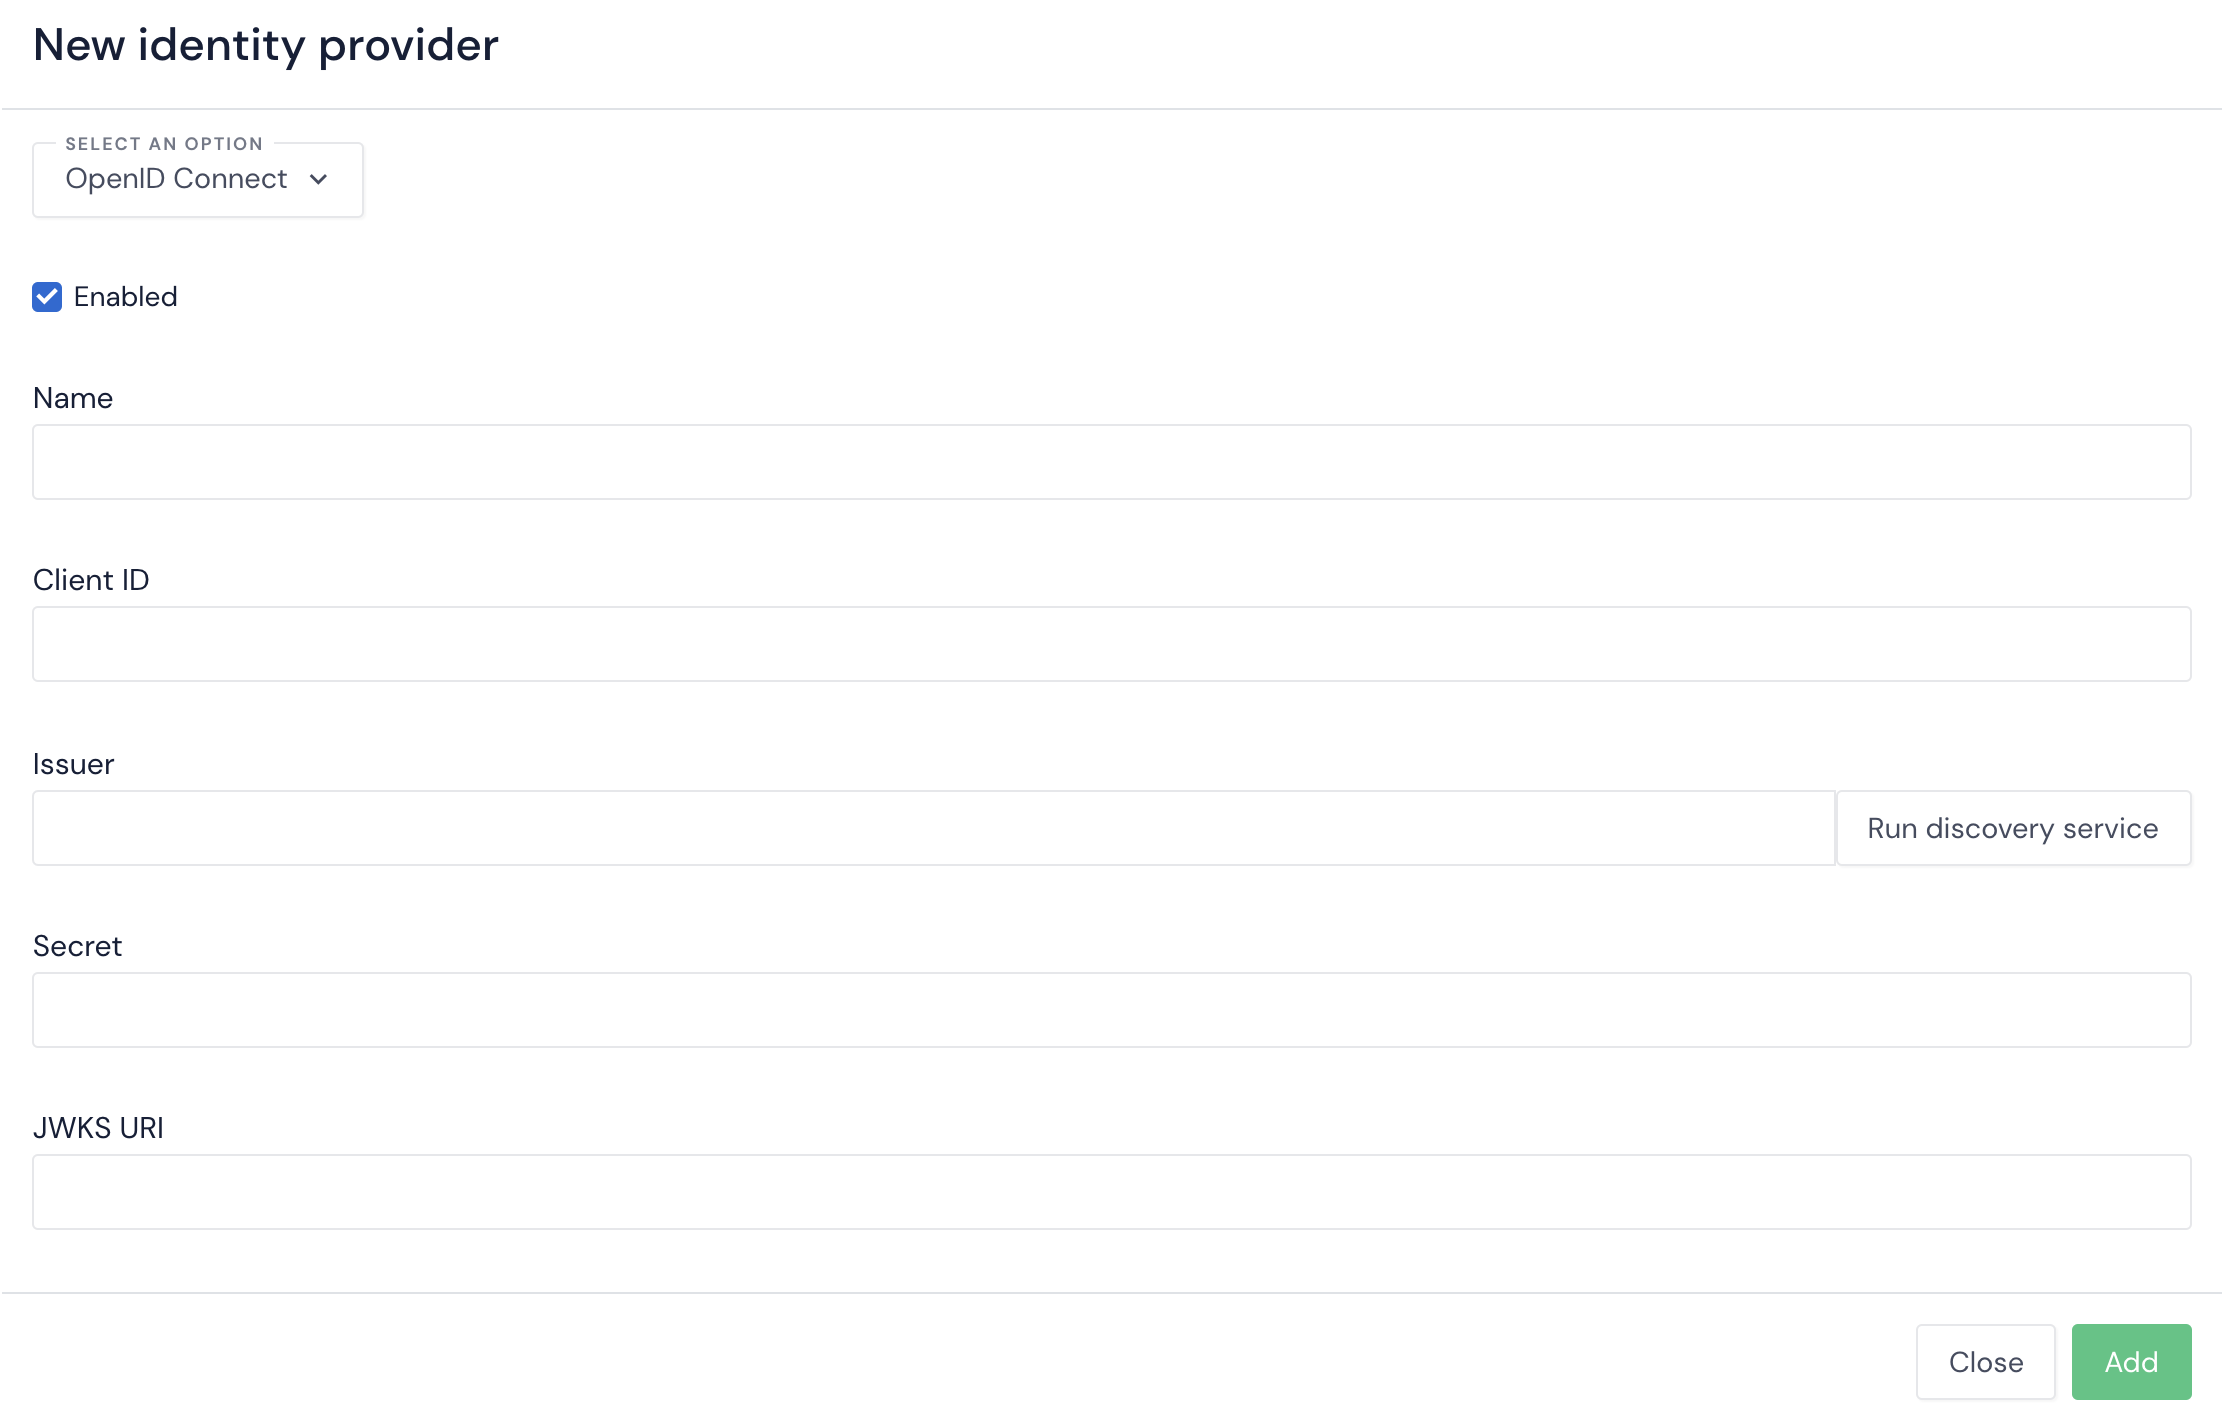 New identity provider
SELECT AN OPTION
OpenID Connect
Enabled
Name
Client ID
Issuer
Run discovery service
Secret
JWKS URI
Close
Add